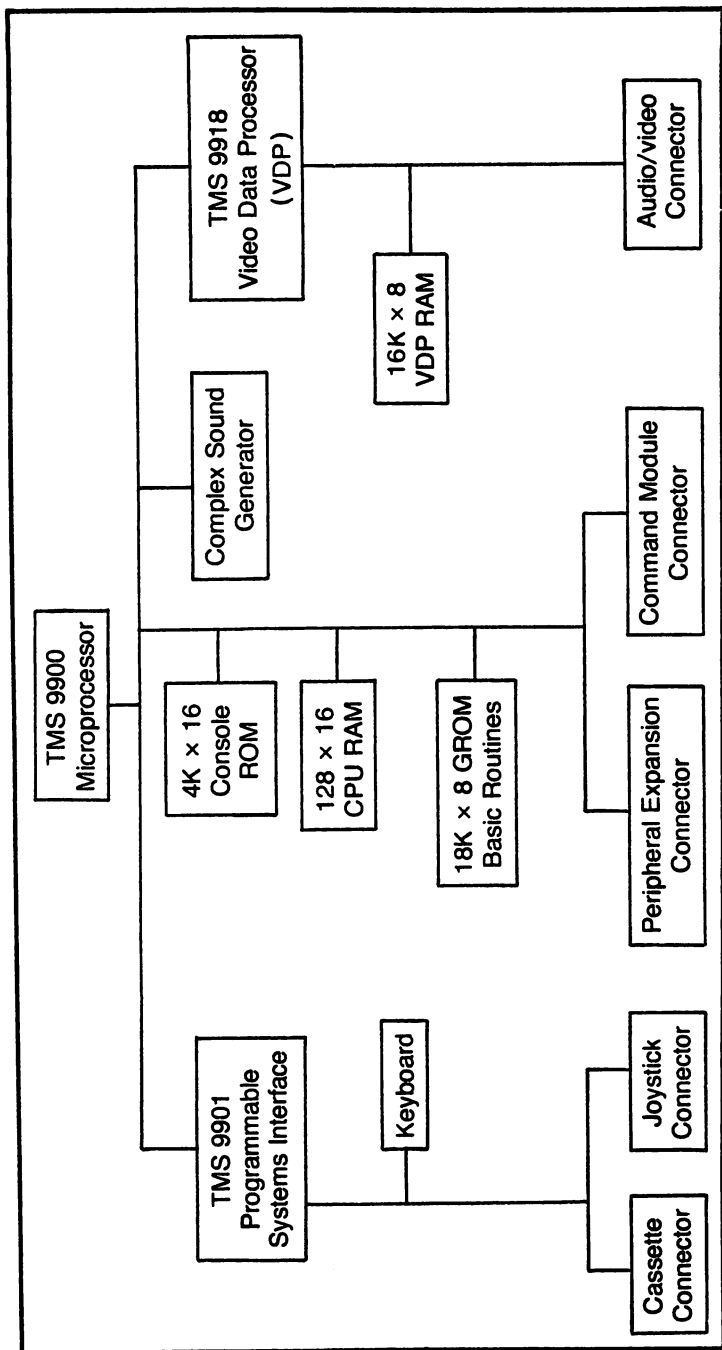 TMS 9900
Microprocessor
TMS 9901
Programmable
Systems Interface
4K × 16
Console
ROM
Complex Sound
Generator
TMS 9918
Video Data Processor
(VDP)
128 × 16
CPU RAM
Keyboard
16K × 8
VDP RAM
18K × 8 GROM
Basic Routines
Cassette
Connector
Joystick
Connector
Peripheral Expansion
Connector
Command Module
Connector
Audio/video
Connector